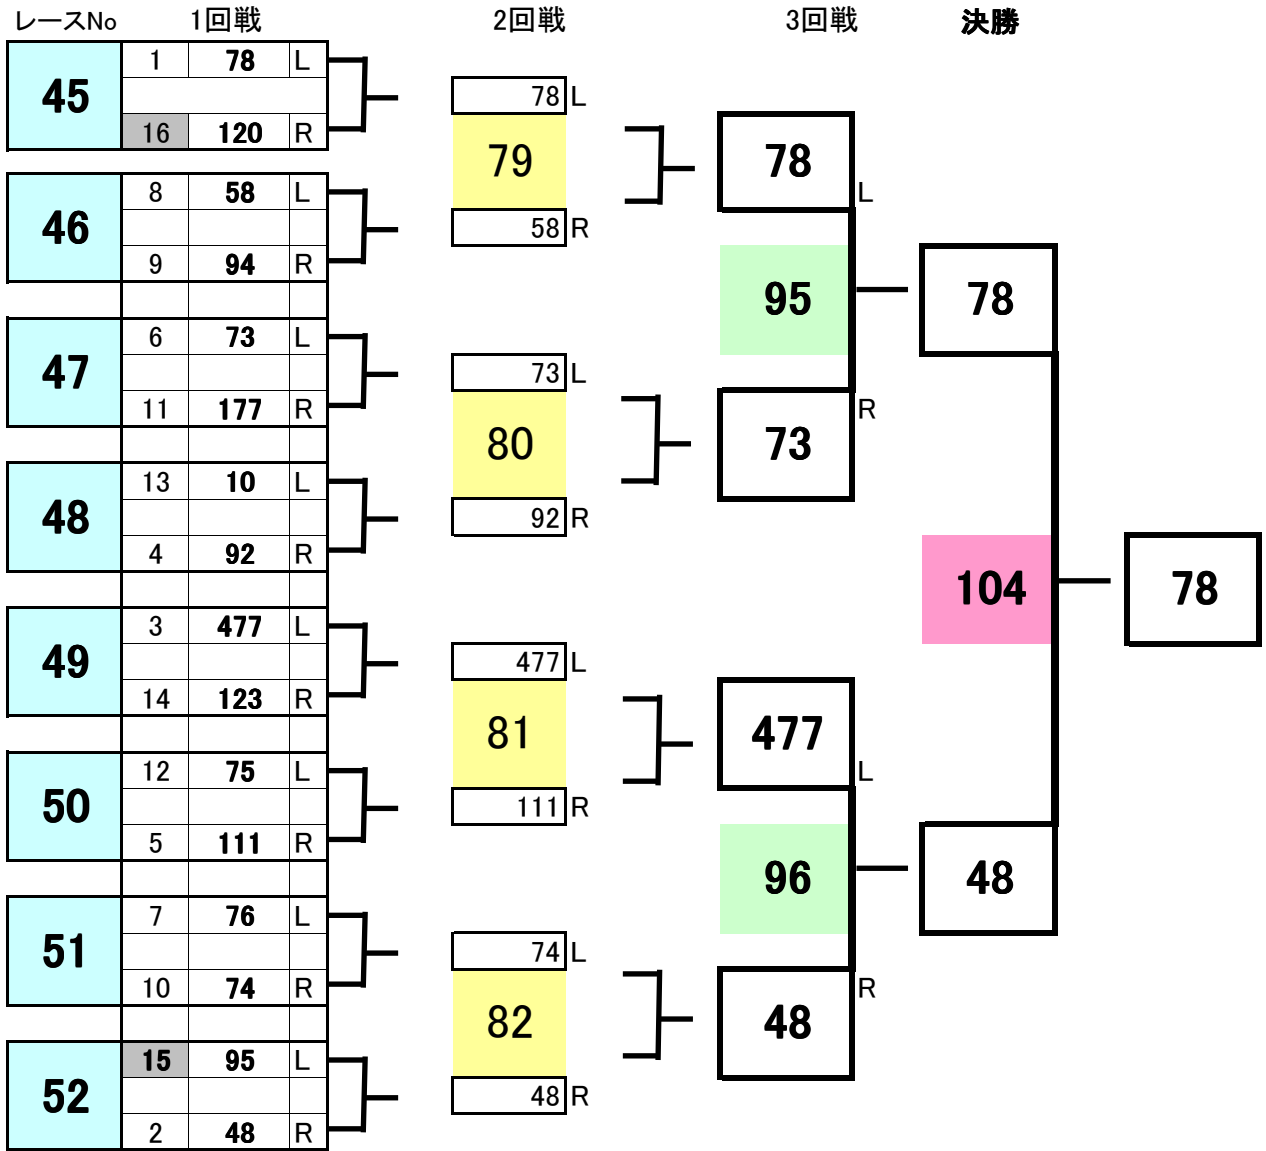 レースNo 1回戦 2回戦 3回戦 決勝
45 1 78 L
16 120 R
46 8 58 L
9 94 R
47 6 73 L
11 177 R
48 13 10 L
4 92 R
49 3 477 L
14 123 R
50 12 75 L
5 111 R
51 7 76 L
10 74 R
52 15 95 L
2 48 R
78 L
79
58 R
73 L
80
92 R
477 L
81
111 R
74 L
82
48 R
78 L
95
73 R
477 L
96
48 R
78
104
48
78